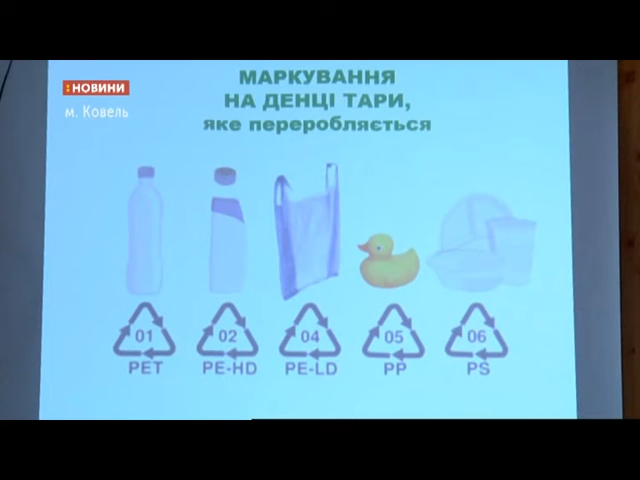 НОВИНИ
м. Ковель
МАРКУВАННЯ
НА ДЕНЦІ ТАРИ,
яке переробляється
01 02 04 05 06
PET PE-HD PE-LD PP PS